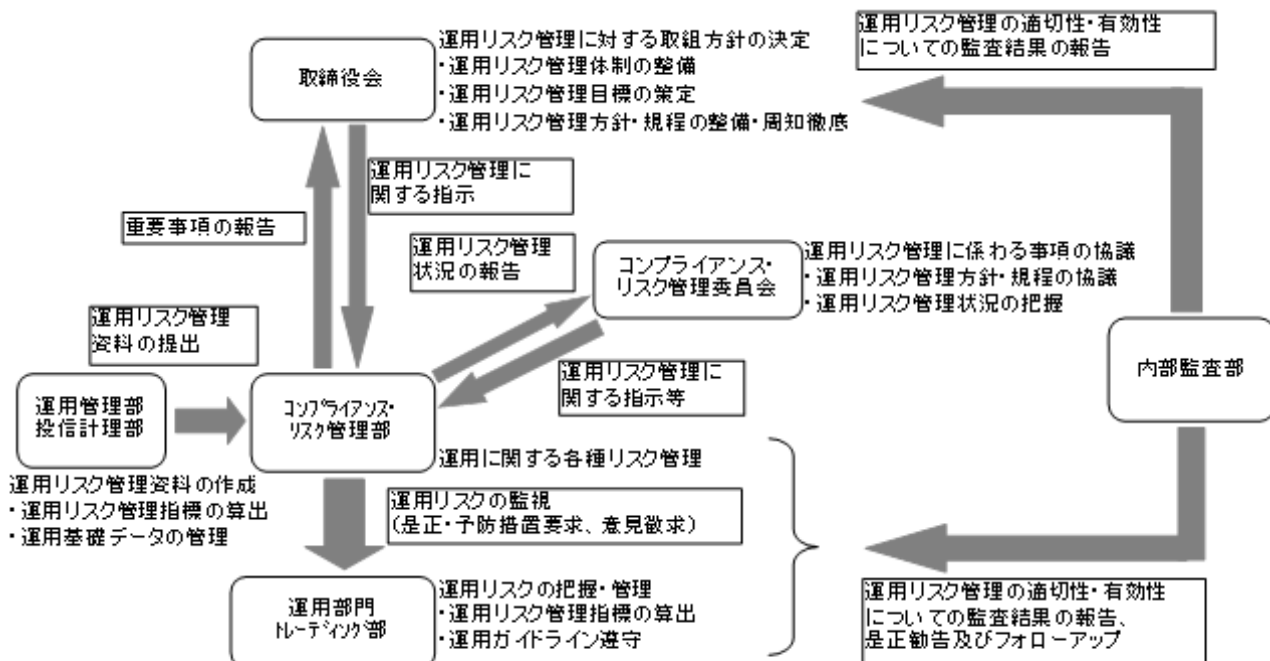 運用リスク管理に対する取組方針の決定
取締役会
・運用リスク管理体制の整備
・運用リスク管理目標の策定
・運用リスク管理方針・規程の整備・周知徹底
運用リスク管理の適切性・有効性
についての監査結果の報告
運用リスク管理に
関する指示
重要事項の報告
運用リスク管理
状況の報告
コンプライアンス・
リスク管理委員会
運用リスク管理に係わる事項の協議
・運用リスク管理方針・規程の協議
・運用リスク管理状況の把握
運用リスク管理
資料の提出
運用リスク管理に
関する指示等
内部監査部
運用管理部
投信計理部
コンプライアンス・
リスク管理部
運用に関する各種リスク管理
運用リスク管理資料の作成
・運用リスク管理指標の算出
・運用基礎データの管理
運用リスクの監視
（是正・予防措置要求、意見徴求）
運用部門
トレーディング部
運用リスクの把握・管理
・運用リスク管理指標の算出
・運用ガイドライン遵守
運用リスク管理の適切性・有効性
についての監査結果の報告、
是正勧告及びフォローアップ